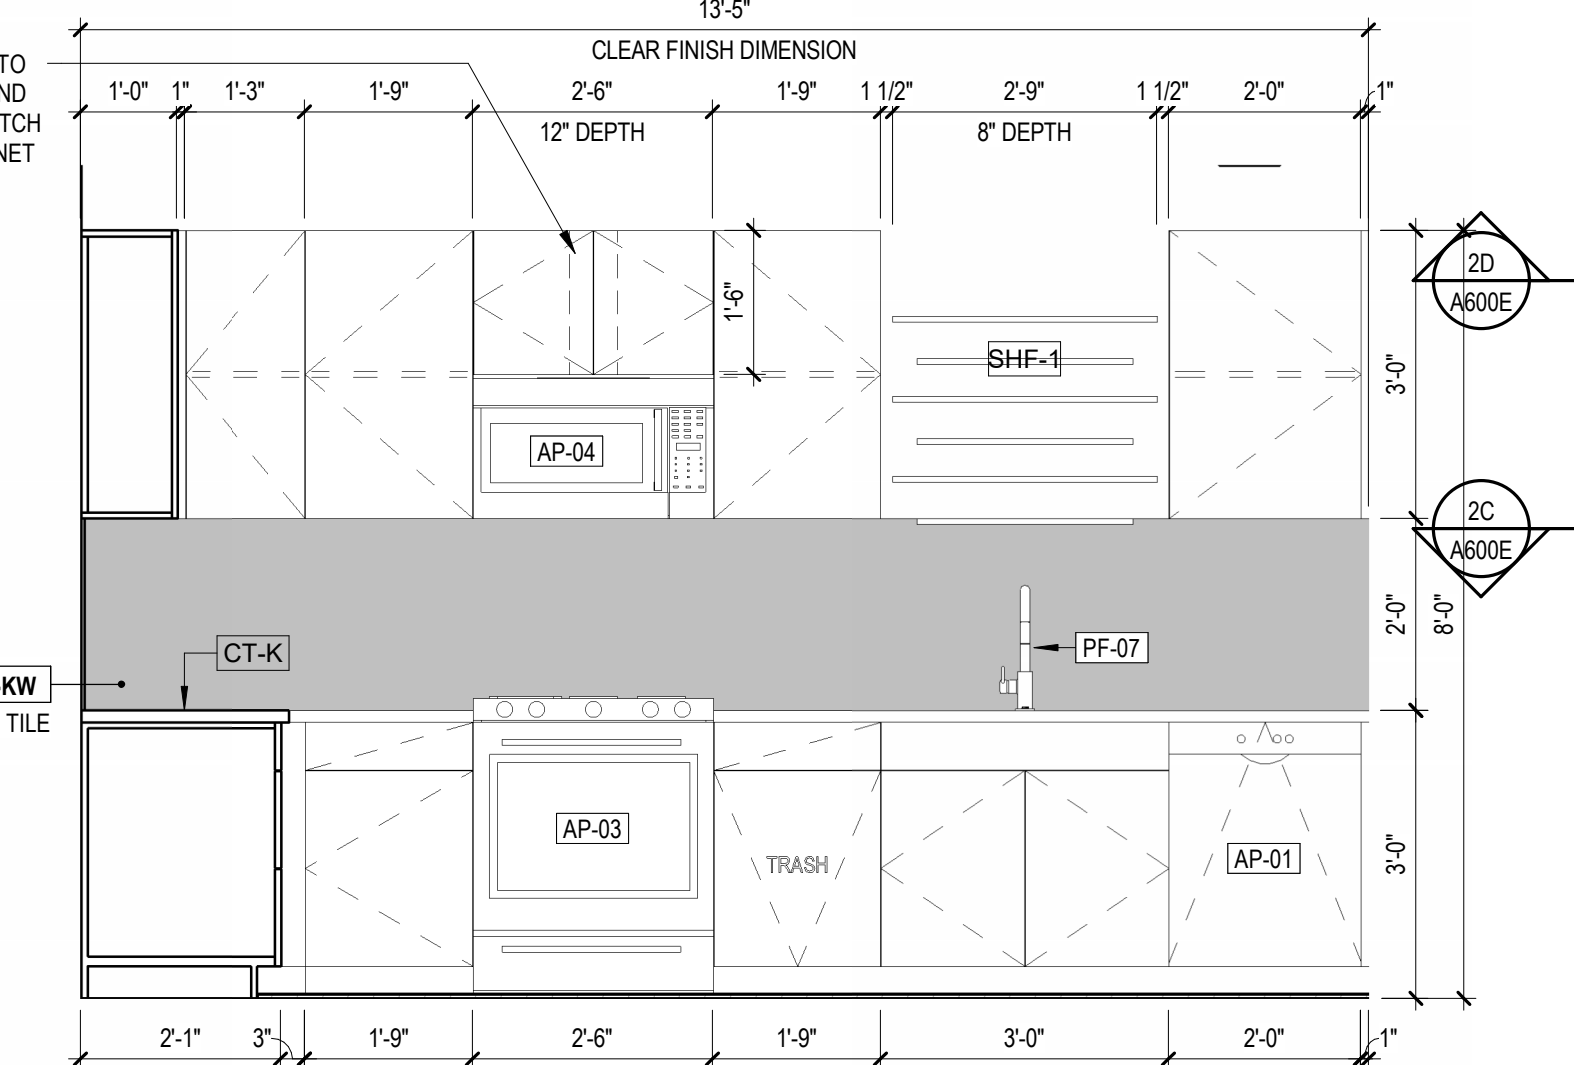 13'-5"
CLEAR FINISH DIMENSION
TO
ND
TCH
NET
1'-0" 1" 1'-3" 1'-9" 2'-6" 1'-9" 1 1/2" 2'-9" 1 1/2" 2'-0" 1"
12" DEPTH 8" DEPTH
1'-6"
SHF-1
AP-04
2D
A600E
3'-0"
2C
A600E
2'-0"
8'-0"
CT-K
PF-07
-KW
TILE
AP-03
TRASH
AP-01
3'-0"
2'-1" 3" 1'-9" 2'-6" 1'-9" 3'-0" 2'-0" 1"